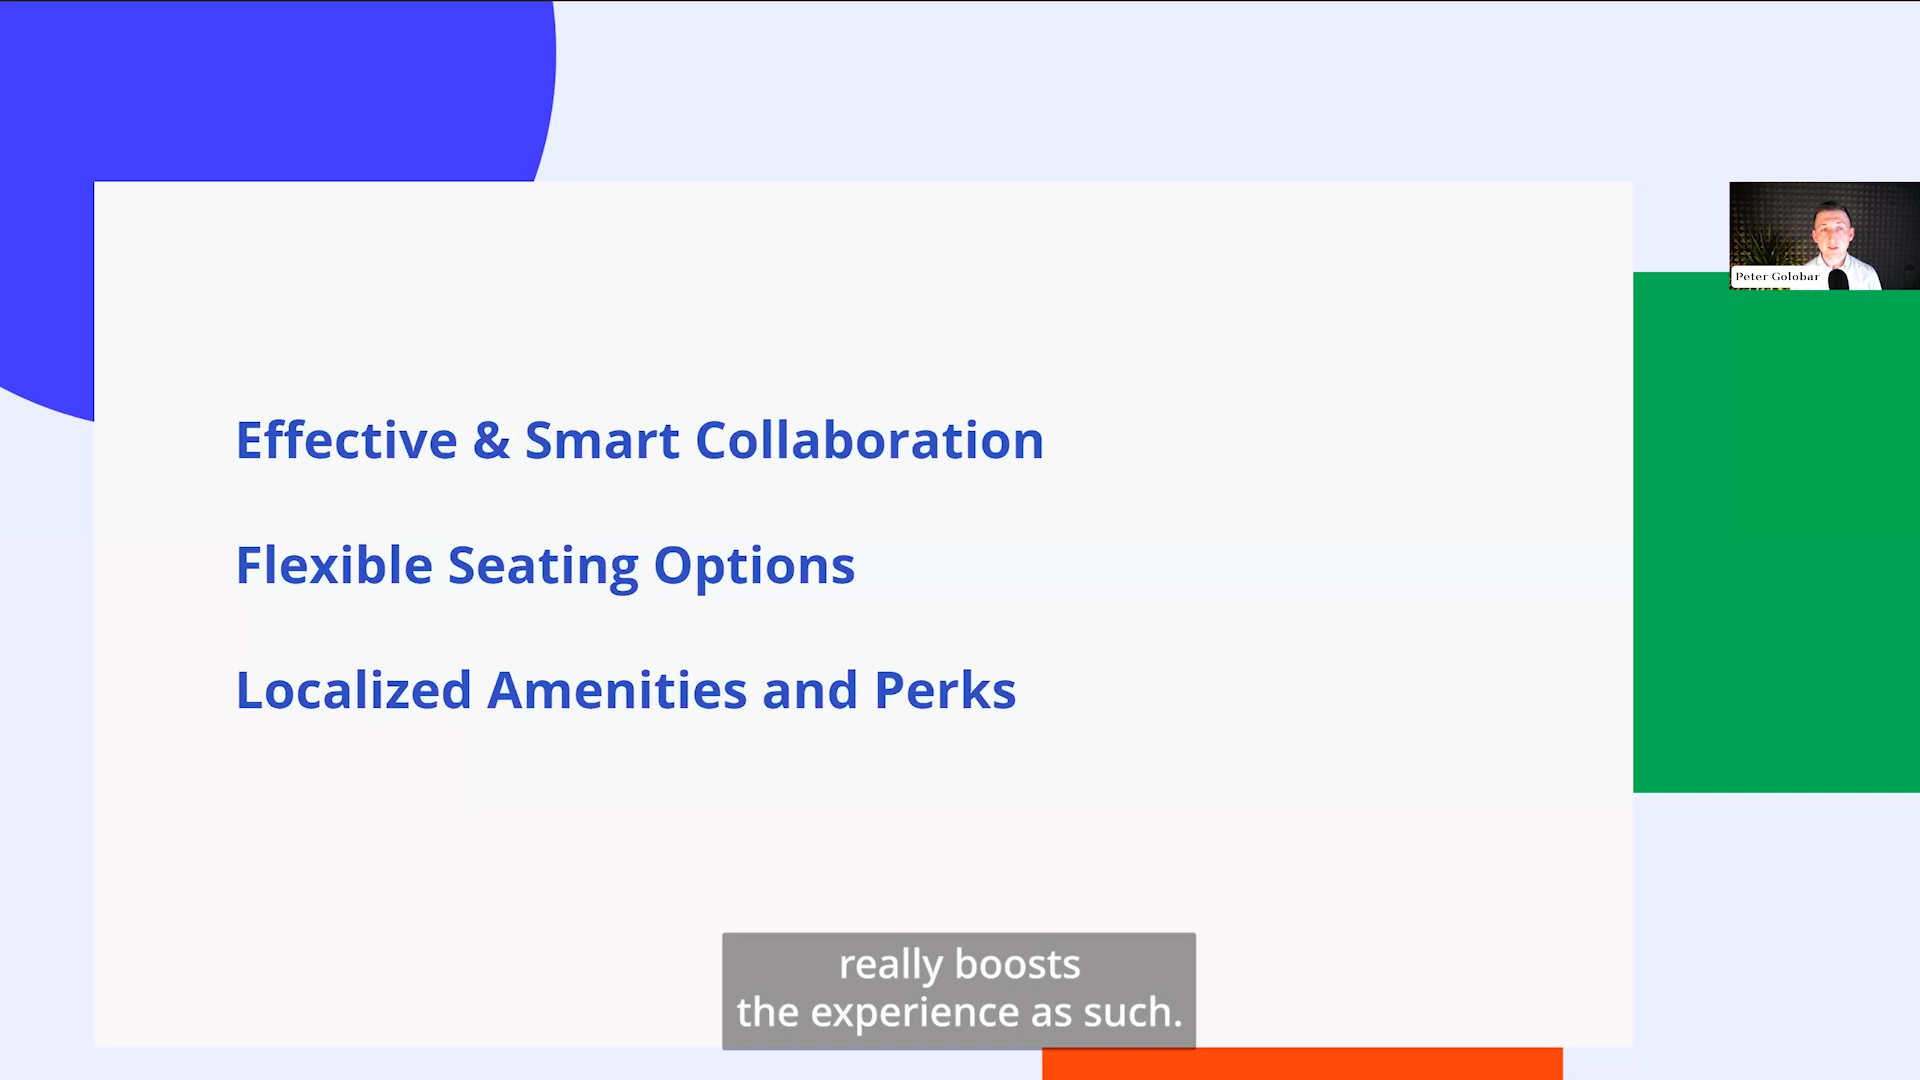 Effective & Smart Collaboration
Flexible Seating Options
Localized Amenities and Perks
Peter Golobar
really boosts
the experience as such.